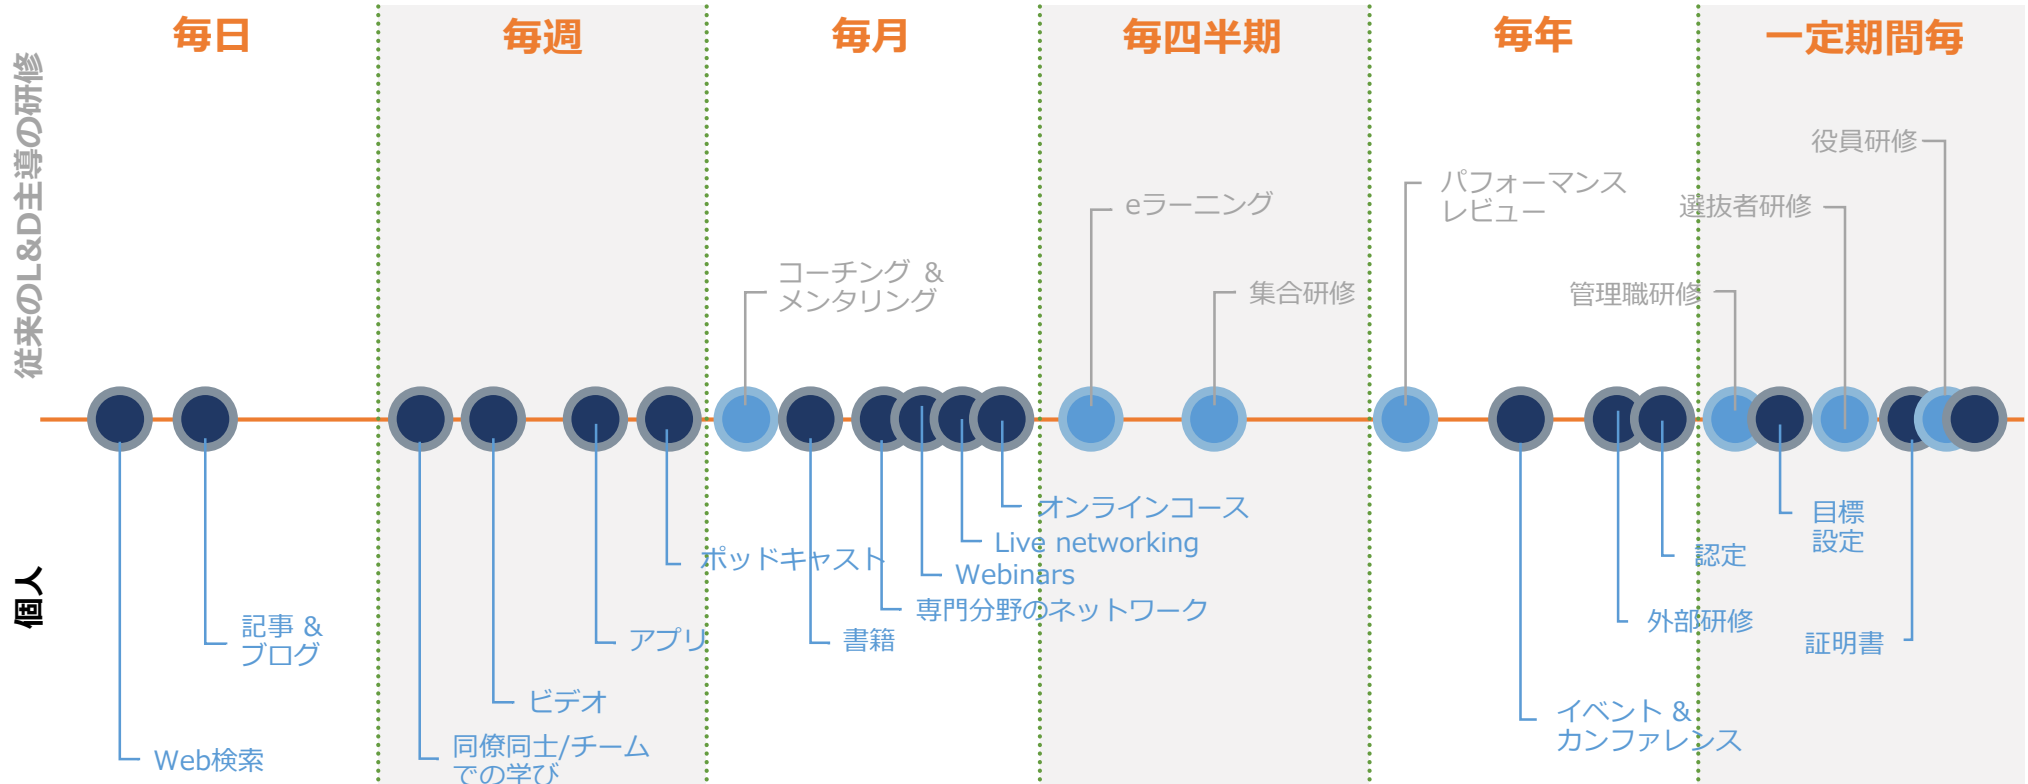 毎日
毎週
毎月
毎四半期
毎年
一定期間毎
従来のL&D主導の研修
役員研修
パフォーマンス
レビュー
eラーニング
選抜者研修
コーチング &
メンタリング
集合研修
管理職研修
個人
オンラインコース
Live networking
ポッドキャスト
Webinars
専門分野のネットワーク
目標
設定
認定
外部研修
証明書
記事 &
ブログ
アプリ
書籍
ビデオ
イベント &
カンファレンス
Web検索
同僚同士/チーム
での学び